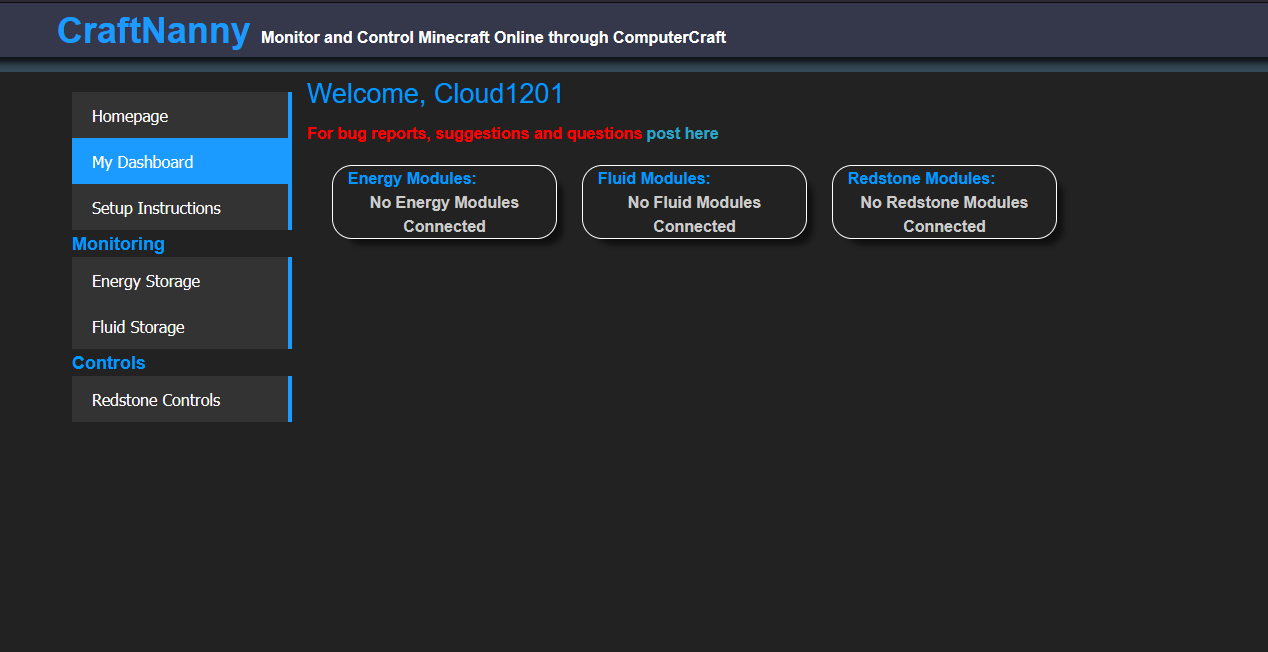 CraftNanny Monitor and Control Minecraft Online through ComputerCraft
Homepage
My Dashboard
Setup Instructions
Monitoring
Energy Storage
Fluid Storage
Controls
Redstone Controls
Welcome, Cloud1201
For bug reports, suggestions and questions post here
Energy Modules:
No Energy Modules
Connected
Fluid Modules:
No Fluid Modules
Connected
Redstone Modules:
No Redstone Modules
Connected